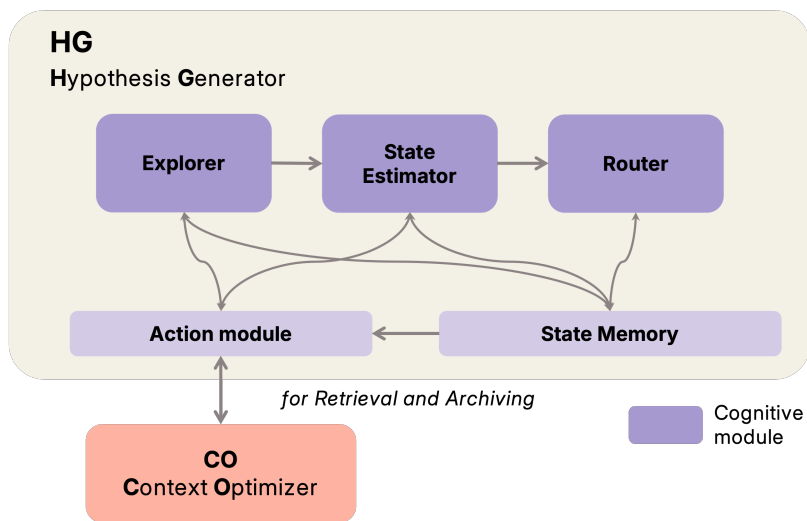 HG
Hypothesis Generator
Explorer
State
Estimator
Router
Action module
State Memory
for Retrieval and Archiving
Cognitive
module
CO
Context Optimizer